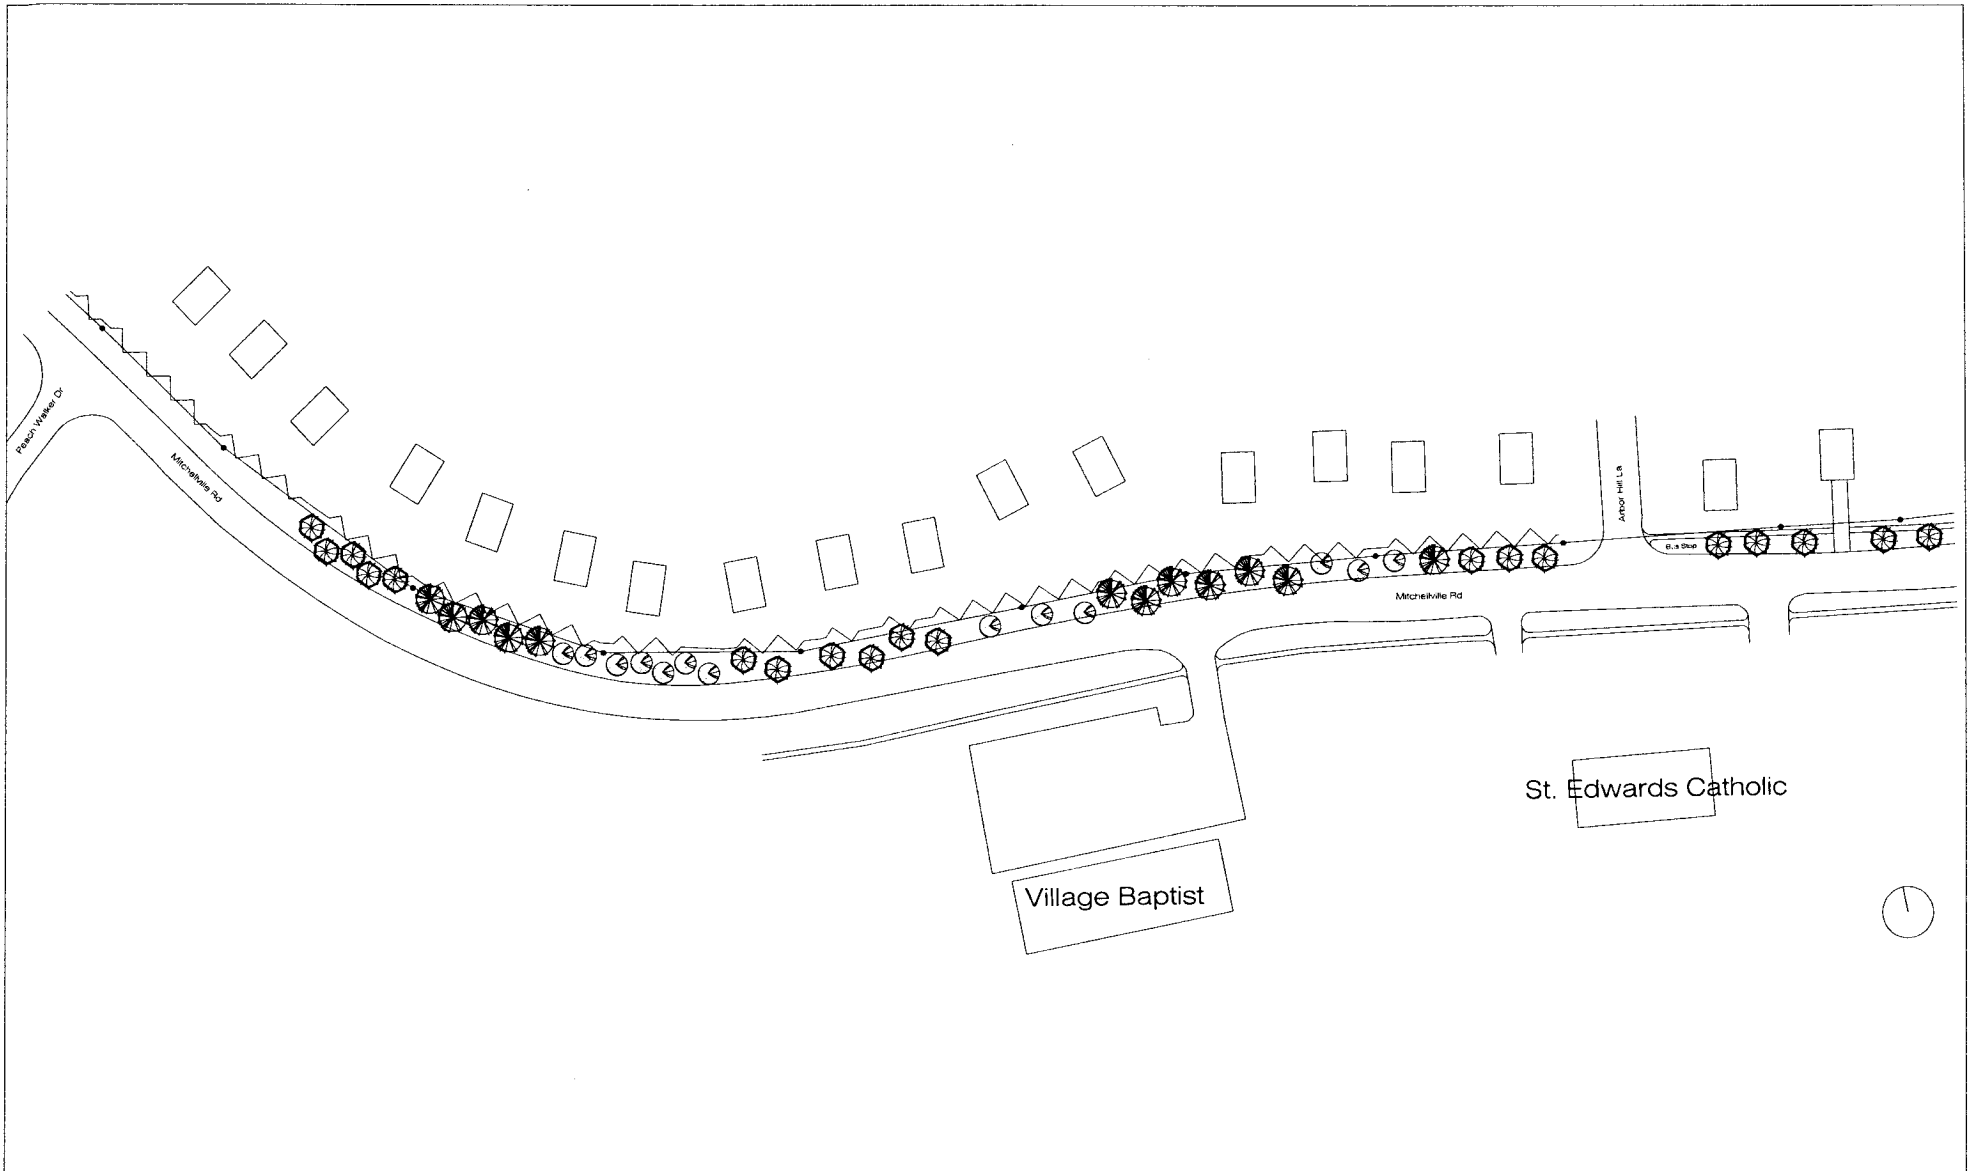 Peach Walker Dr
Mitchellville Rd
Arbor Hill La
Bus Stop
Mitchellville Rd
St. Edwards Catholic
Village Baptist